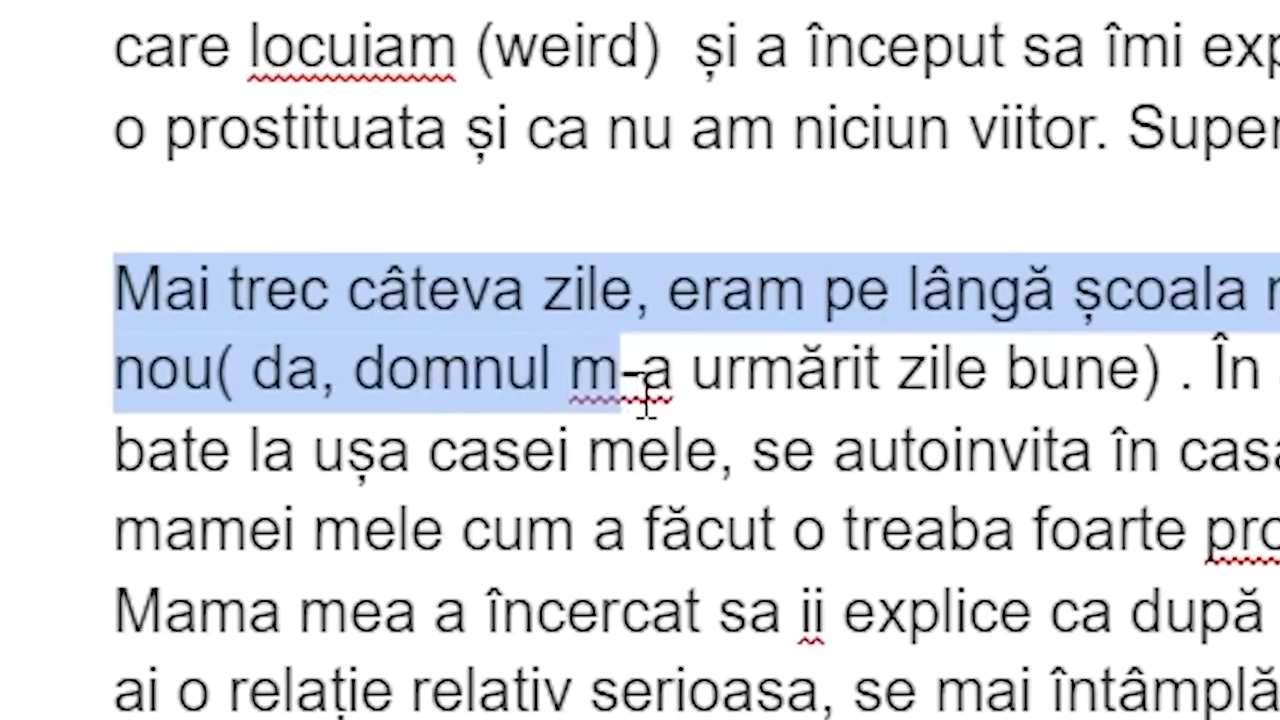 care locuiam (weird) și a început sa îmi
o prostituata și ca nu am niciun viitor. Super
Mai trec câteva zile, eram pe lângă școala
nou( da, domnul m-a urmărit zile bune) . În
bate la ușa casei mele, se autoinvita în
mamei mele cum a făcut o treaba foarte
Mama mea a încercat sa ii explice ca după
ai o relație relativ serioasa, se mai